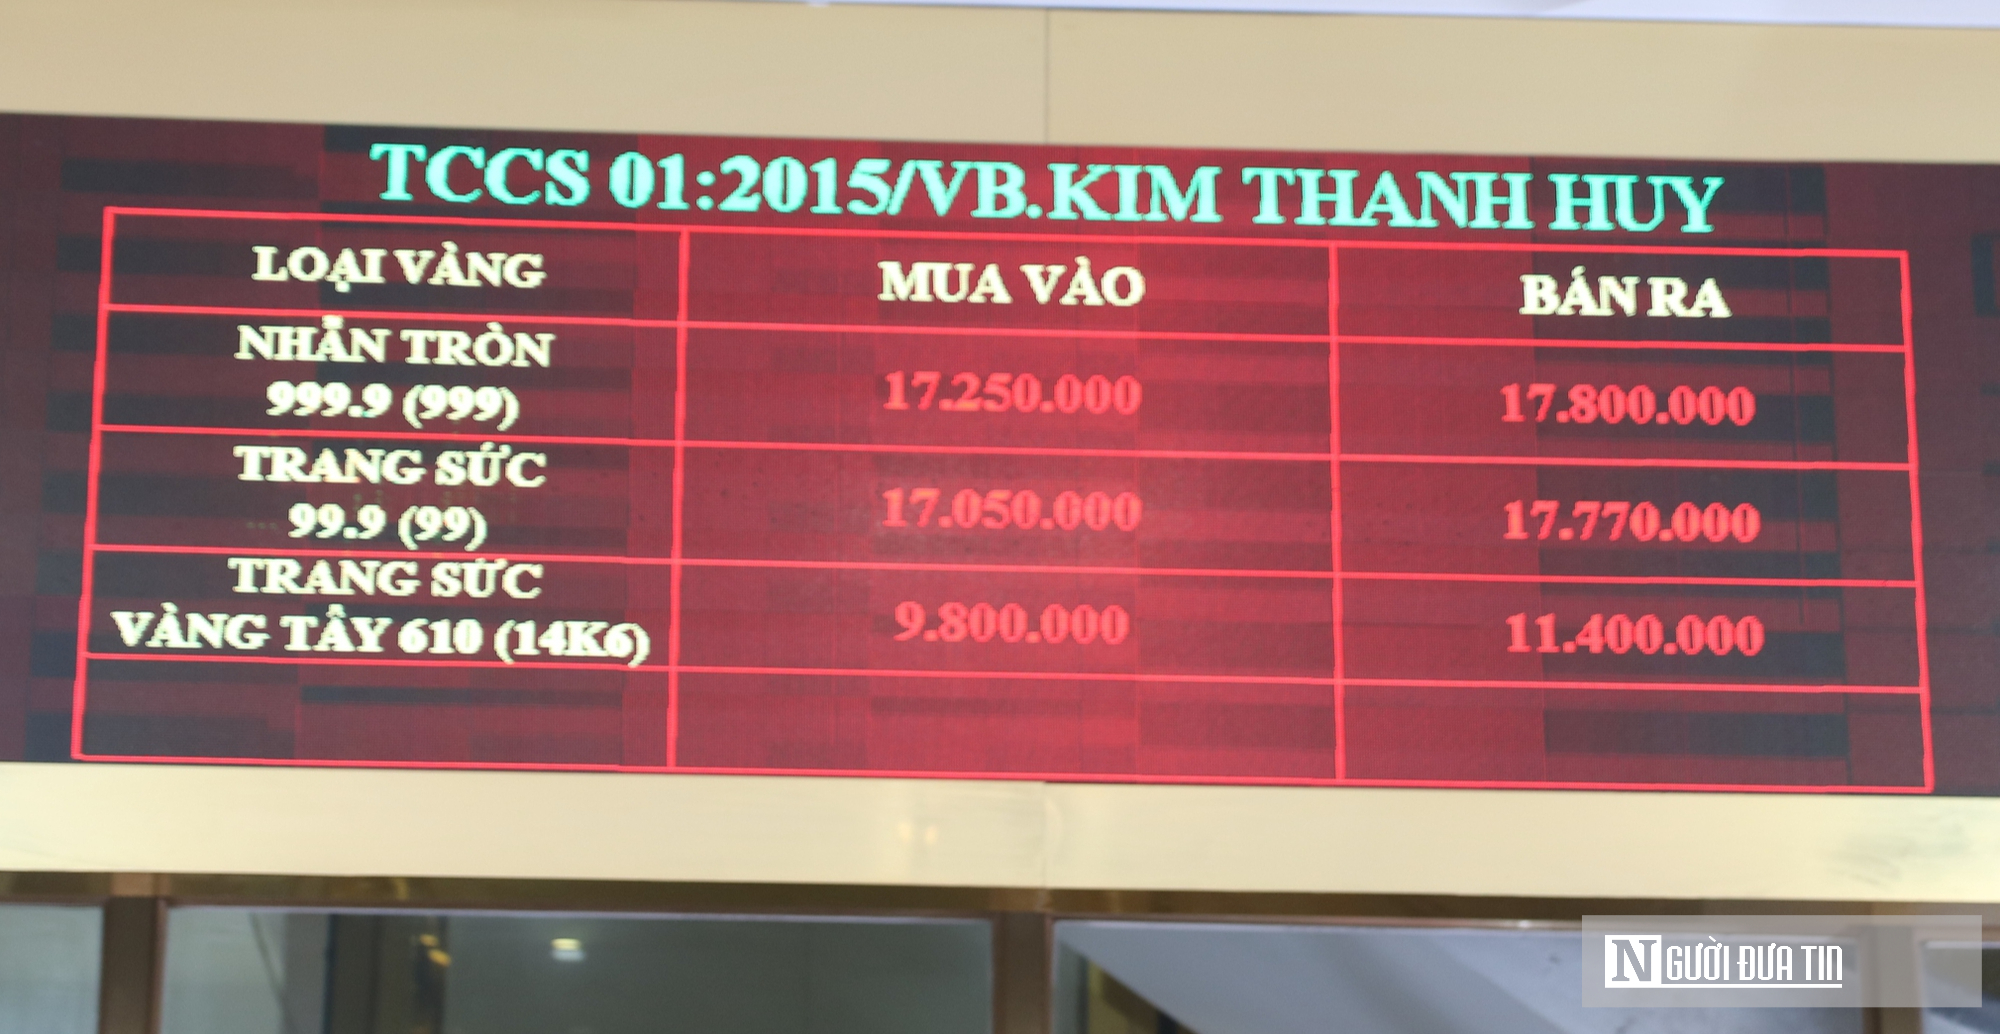 TCCS 01:2015/VB.KIM THANH HUY
LOẠI VÀNG MUA VÀO BÁN RA
NHẪN TRÒN
999.9 (999) 17.250.000 17.800.000
TRANG SỨC
99.9 (99) 17.050.000 17.770.000
TRANG SỨC
VÀNG TÂY 610 (14K6) 9.800.000 11.400.000
NGƯỜI ĐƯA TIN